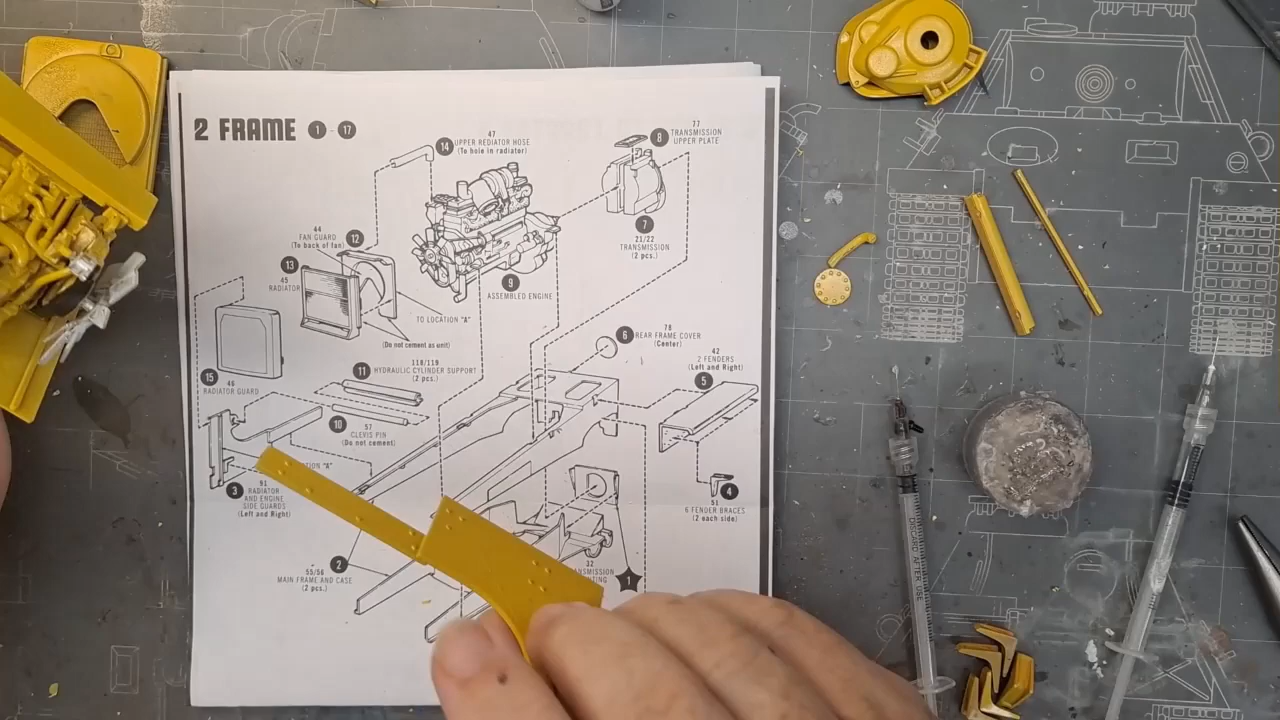 2 FRAME 1 - 17
14
47
UPPER REDIATOR HOSE
(To hole in radiator)
8
77
TRANSMISSION
UPPER PLATE
7
21/22
TRANSMISSION
(2 pcs.)
44
FAN GUARD
(To back of fan)
12
13
45
RADIATOR
9
ASSEMBLED ENGINE
TO LOCATION "A"
(Do not cement as unit)
6
78
REAR FRAME COVER
(Center)
42
2 FENDERS
(Left and Right)
5
15
46
RADIATOR GUARD
11
118/119
HYDRAULIC CYLINDER SUPPORT
(2 pcs.)
10
57
CLEVIS PIN
(Do not cement)
"A"
3
91
RADIATOR
AND ENGINE
SIDE GUARDS
(Left and Right)
4
51
6 FENDER BRACES
(2 each side)
2
55/56
MAIN FRAME AND CASE
(2 pcs.)
32
1
DISCARD AFTER USE